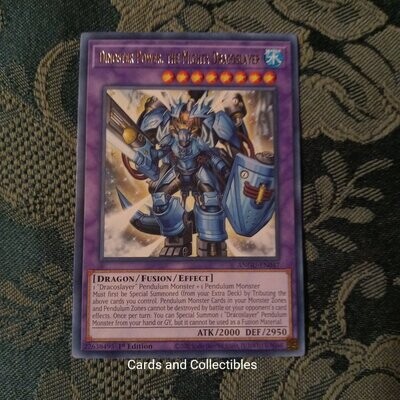 DINOSTER POWER, THE MIGHTY DRACOSLAYER
ANGU-EN047
[DRAGON/FUSION/EFFECT]
1 "Dracoslayer" Pendulum Monster + 1 Pendulum Monster
Must first be Special Summoned (from your Extra Deck) by Tributing the
above cards you control. Pendulum Monster Cards in your Monster Zones
and Pendulum Zones cannot be destroyed by battle or your opponent's card
effects. Once per turn: You can Special Summon 1 "Dracoslayer" Pendulum
Monster from your hand or GY, but it cannot be used as a Fusion Material.
ATK/2000 DEF/2950
1st Edition
Cards and Collectibles